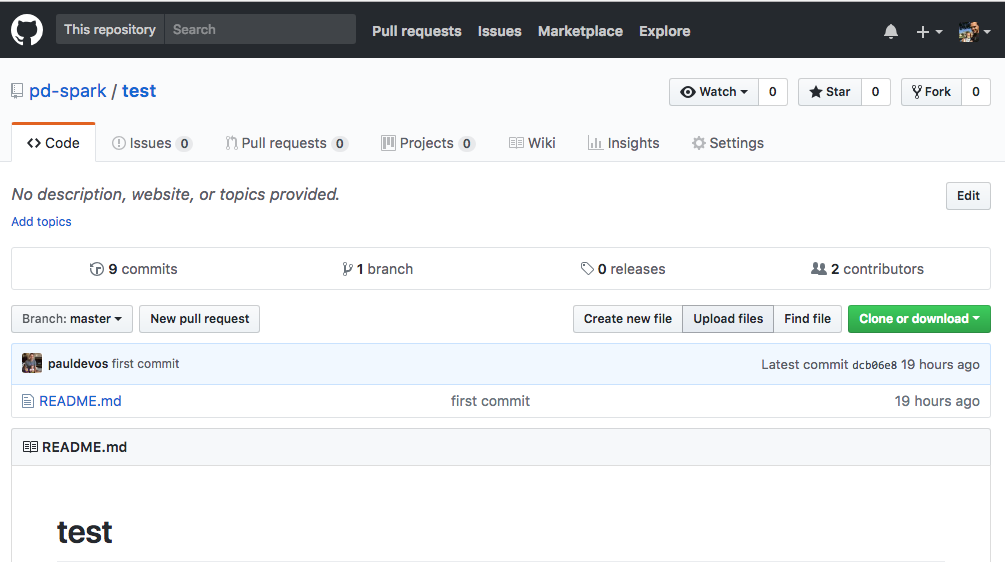 This repository Search Pull requests Issues Marketplace Explore
pd-spark / test Watch 0 Star 0 Fork 0
Code Issues 0 Pull requests 0 Projects 0 Wiki Insights Settings
No description, website, or topics provided. Edit
Add topics
9 commits 1 branch 0 releases 2 contributors
Branch: master New pull request Create new file Upload files Find file Clone or download
pauldevos first commit Latest commit dcb06e8 19 hours ago
README.md first commit 19 hours ago
README.md
test